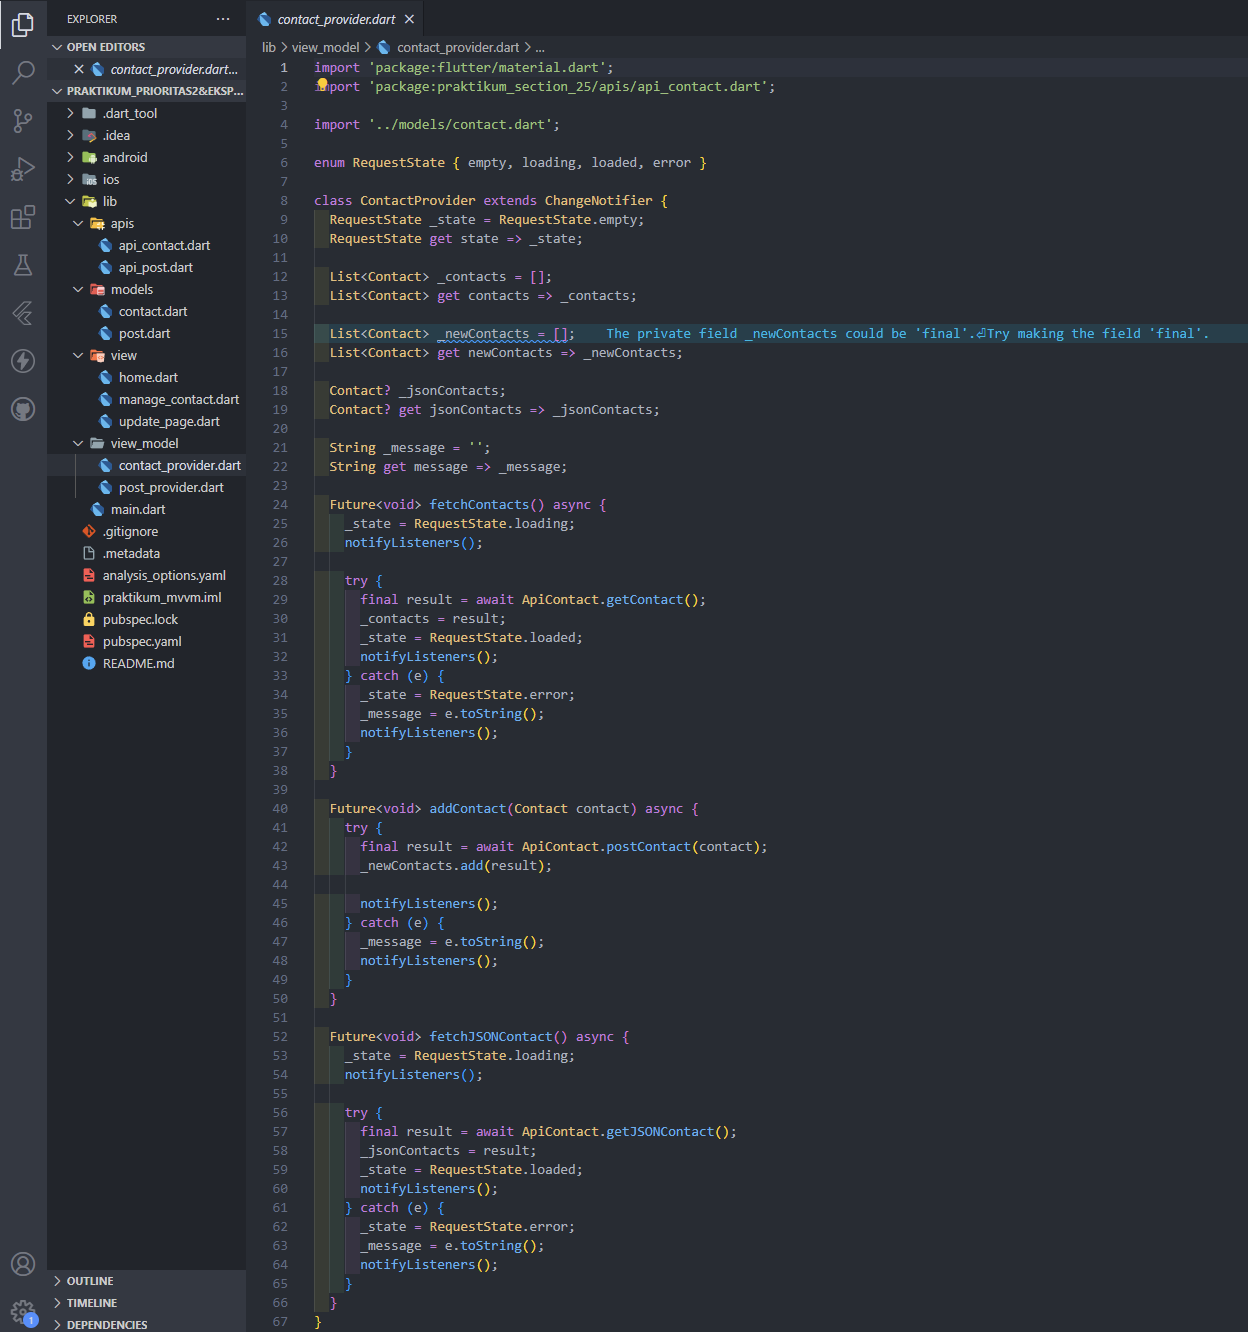 EXPLORER
OPEN EDITORS
contact_provider.dart...
PRAKTIKUM_PRIORITAS2&EKSP...
.dart_tool
.idea
android
ios
lib
apis
api_contact.dart
api_post.dart
models
contact.dart
post.dart
view
home.dart
manage_contact.dart
update_page.dart
view_model
contact_provider.dart
post_provider.dart
main.dart
.gitignore
.metadata
analysis_options.yaml
praktikum_mvvm.iml
pubspec.lock
pubspec.yaml
README.md
OUTLINE
TIMELINE
DEPENDENCIES
1
contact_provider.dart
lib > view_model > contact_provider.dart > ...
1 import 'package:flutter/material.dart';
2 import 'package:praktikum_section_25/apis/api_contact.dart';
3
4 import '../models/contact.dart';
5
6 enum RequestState { empty, loading, loaded, error }
7
8 class ContactProvider extends ChangeNotifier {
9 RequestState _state = RequestState.empty;
10 RequestState get state => _state;
11
12 List<Contact> _contacts = [];
13 List<Contact> get contacts => _contacts;
14
15 List<Contact> _newContacts = []; The private field _newContacts could be 'final'.⏎Try making the field 'final'.
16 List<Contact> get newContacts => _newContacts;
17
18 Contact? _jsonContacts;
19 Contact? get jsonContacts => _jsonContacts;
20
21 String _message = '';
22 String get message => _message;
23
24 Future<void> fetchContacts() async {
25 _state = RequestState.loading;
26 notifyListeners();
27
28 try {
29 final result = await ApiContact.getContact();
30 _contacts = result;
31 _state = RequestState.loaded;
32 notifyListeners();
33 } catch (e) {
34 _state = RequestState.error;
35 _message = e.toString();
36 notifyListeners();
37 }
38 }
39
40 Future<void> addContact(Contact contact) async {
41 try {
42 final result = await ApiContact.postContact(contact);
43 _newContacts.add(result);
44
45 notifyListeners();
46 } catch (e) {
47 _message = e.toString();
48 notifyListeners();
49 }
50 }
51
52 Future<void> fetchJSONContact() async {
53 _state = RequestState.loading;
54 notifyListeners();
55
56 try {
57 final result = await ApiContact.getJSONContact();
58 _jsonContacts = result;
59 _state = RequestState.loaded;
60 notifyListeners();
61 } catch (e) {
62 _state = RequestState.error;
63 _message = e.toString();
64 notifyListeners();
65 }
66 }
67 }